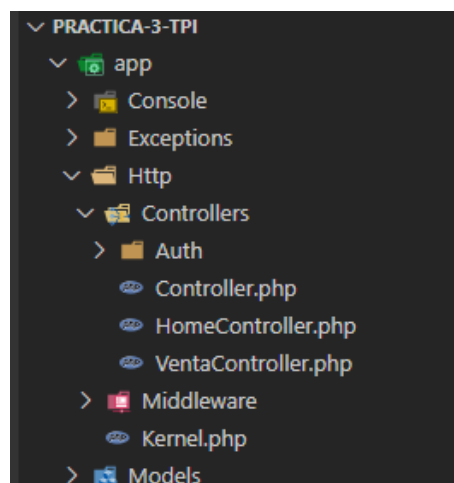 PRACTICA-3-TPI
app
Console
Exceptions
Http
Controllers
Auth
Controller.php
HomeController.php
VentaController.php
Middleware
Kernel.php
Models